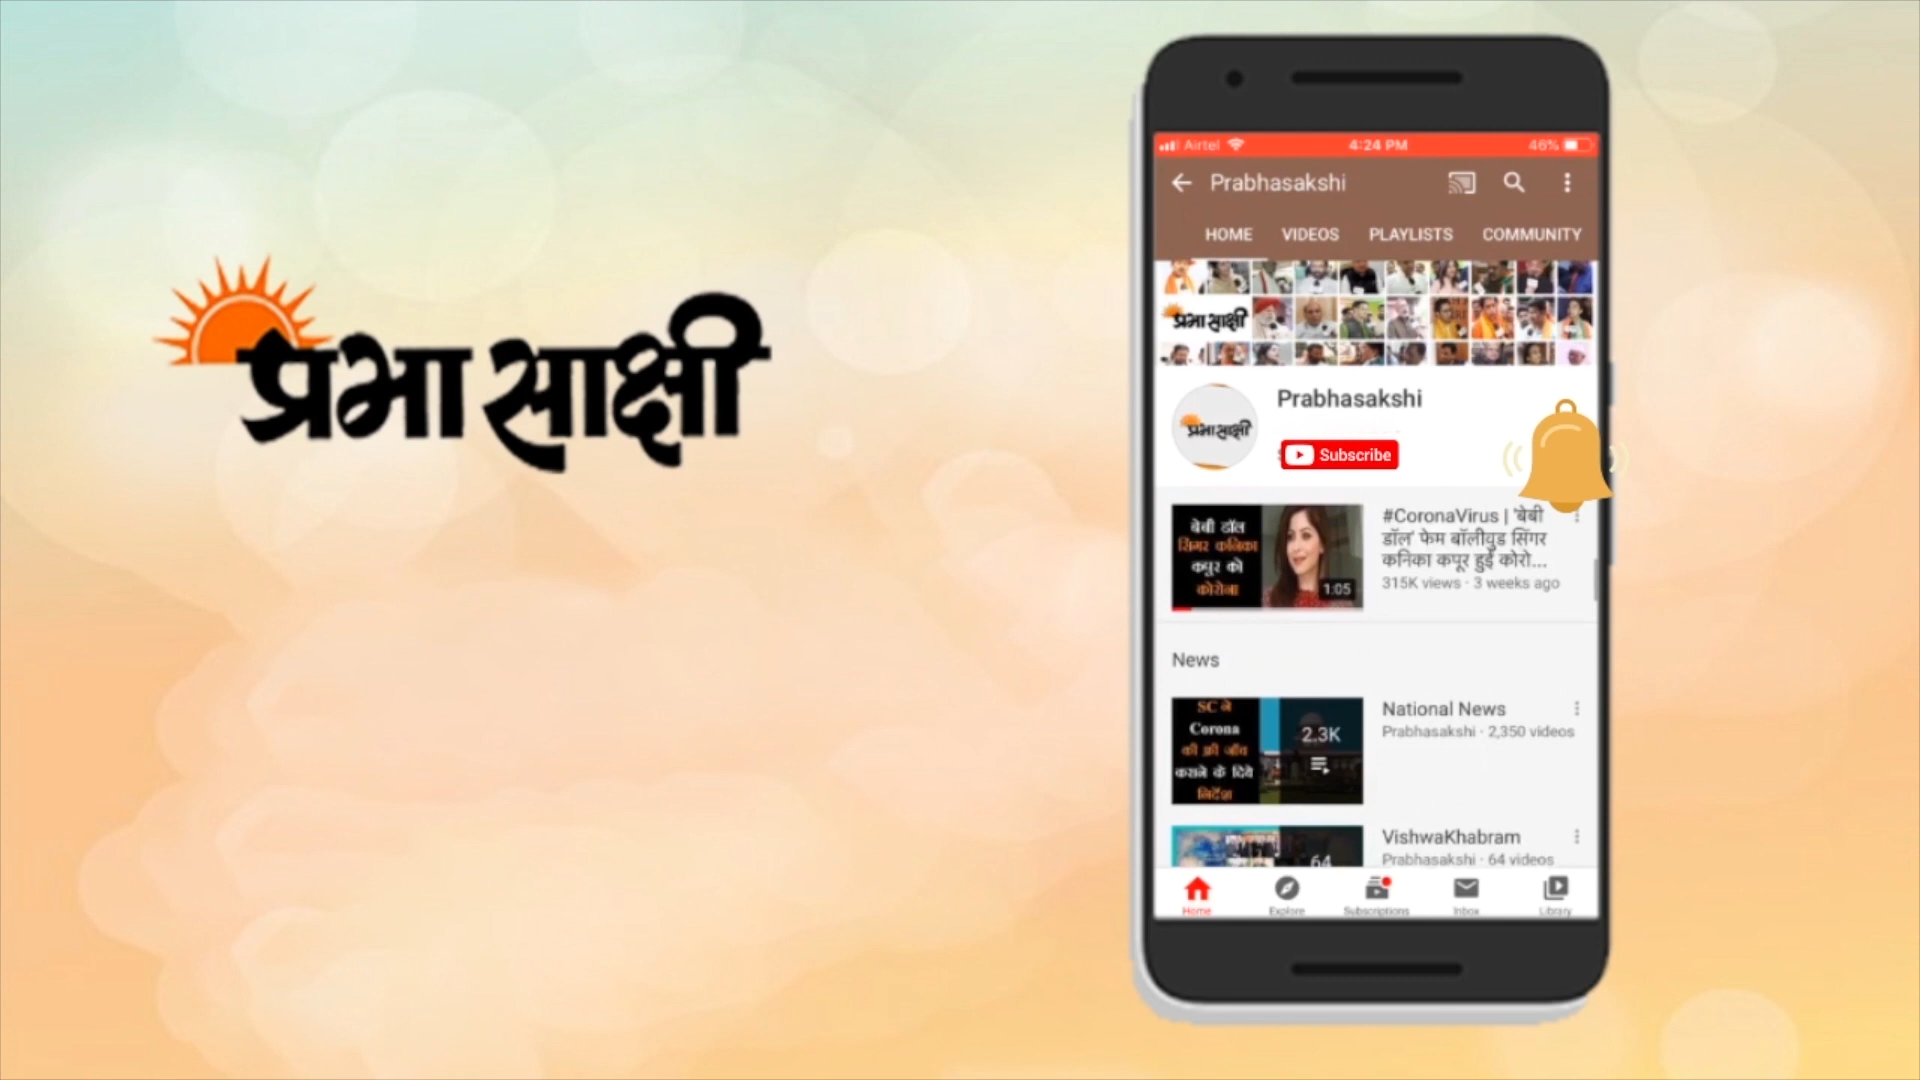 प्रभासाक्षी
Airtel 4:24 PM 46%
Prabhasakshi
HOME VIDEOS PLAYLISTS COMMUNITY
प्रभासाक्षी
Prabhasakshi
प्रभासाक्षी
Subscribe
बेबी डॉल
सिंगर कनिका
कपूर को
कोरोना
1:05
#CoronaVirus | 'बेबी
डॉल' फेम बॉलीवुड सिंगर
कनिका कपूर हुई कोरो...
315K views · 3 weeks ago
News
SC ने
Corona
की फ्री जाँच
कराने के दिये
निर्देश
2.3K
National News
Prabhasakshi · 2,350 videos
64
VishwaKhabram
Prabhasakshi · 64 videos
Home Explore Subscriptions Inbox Library